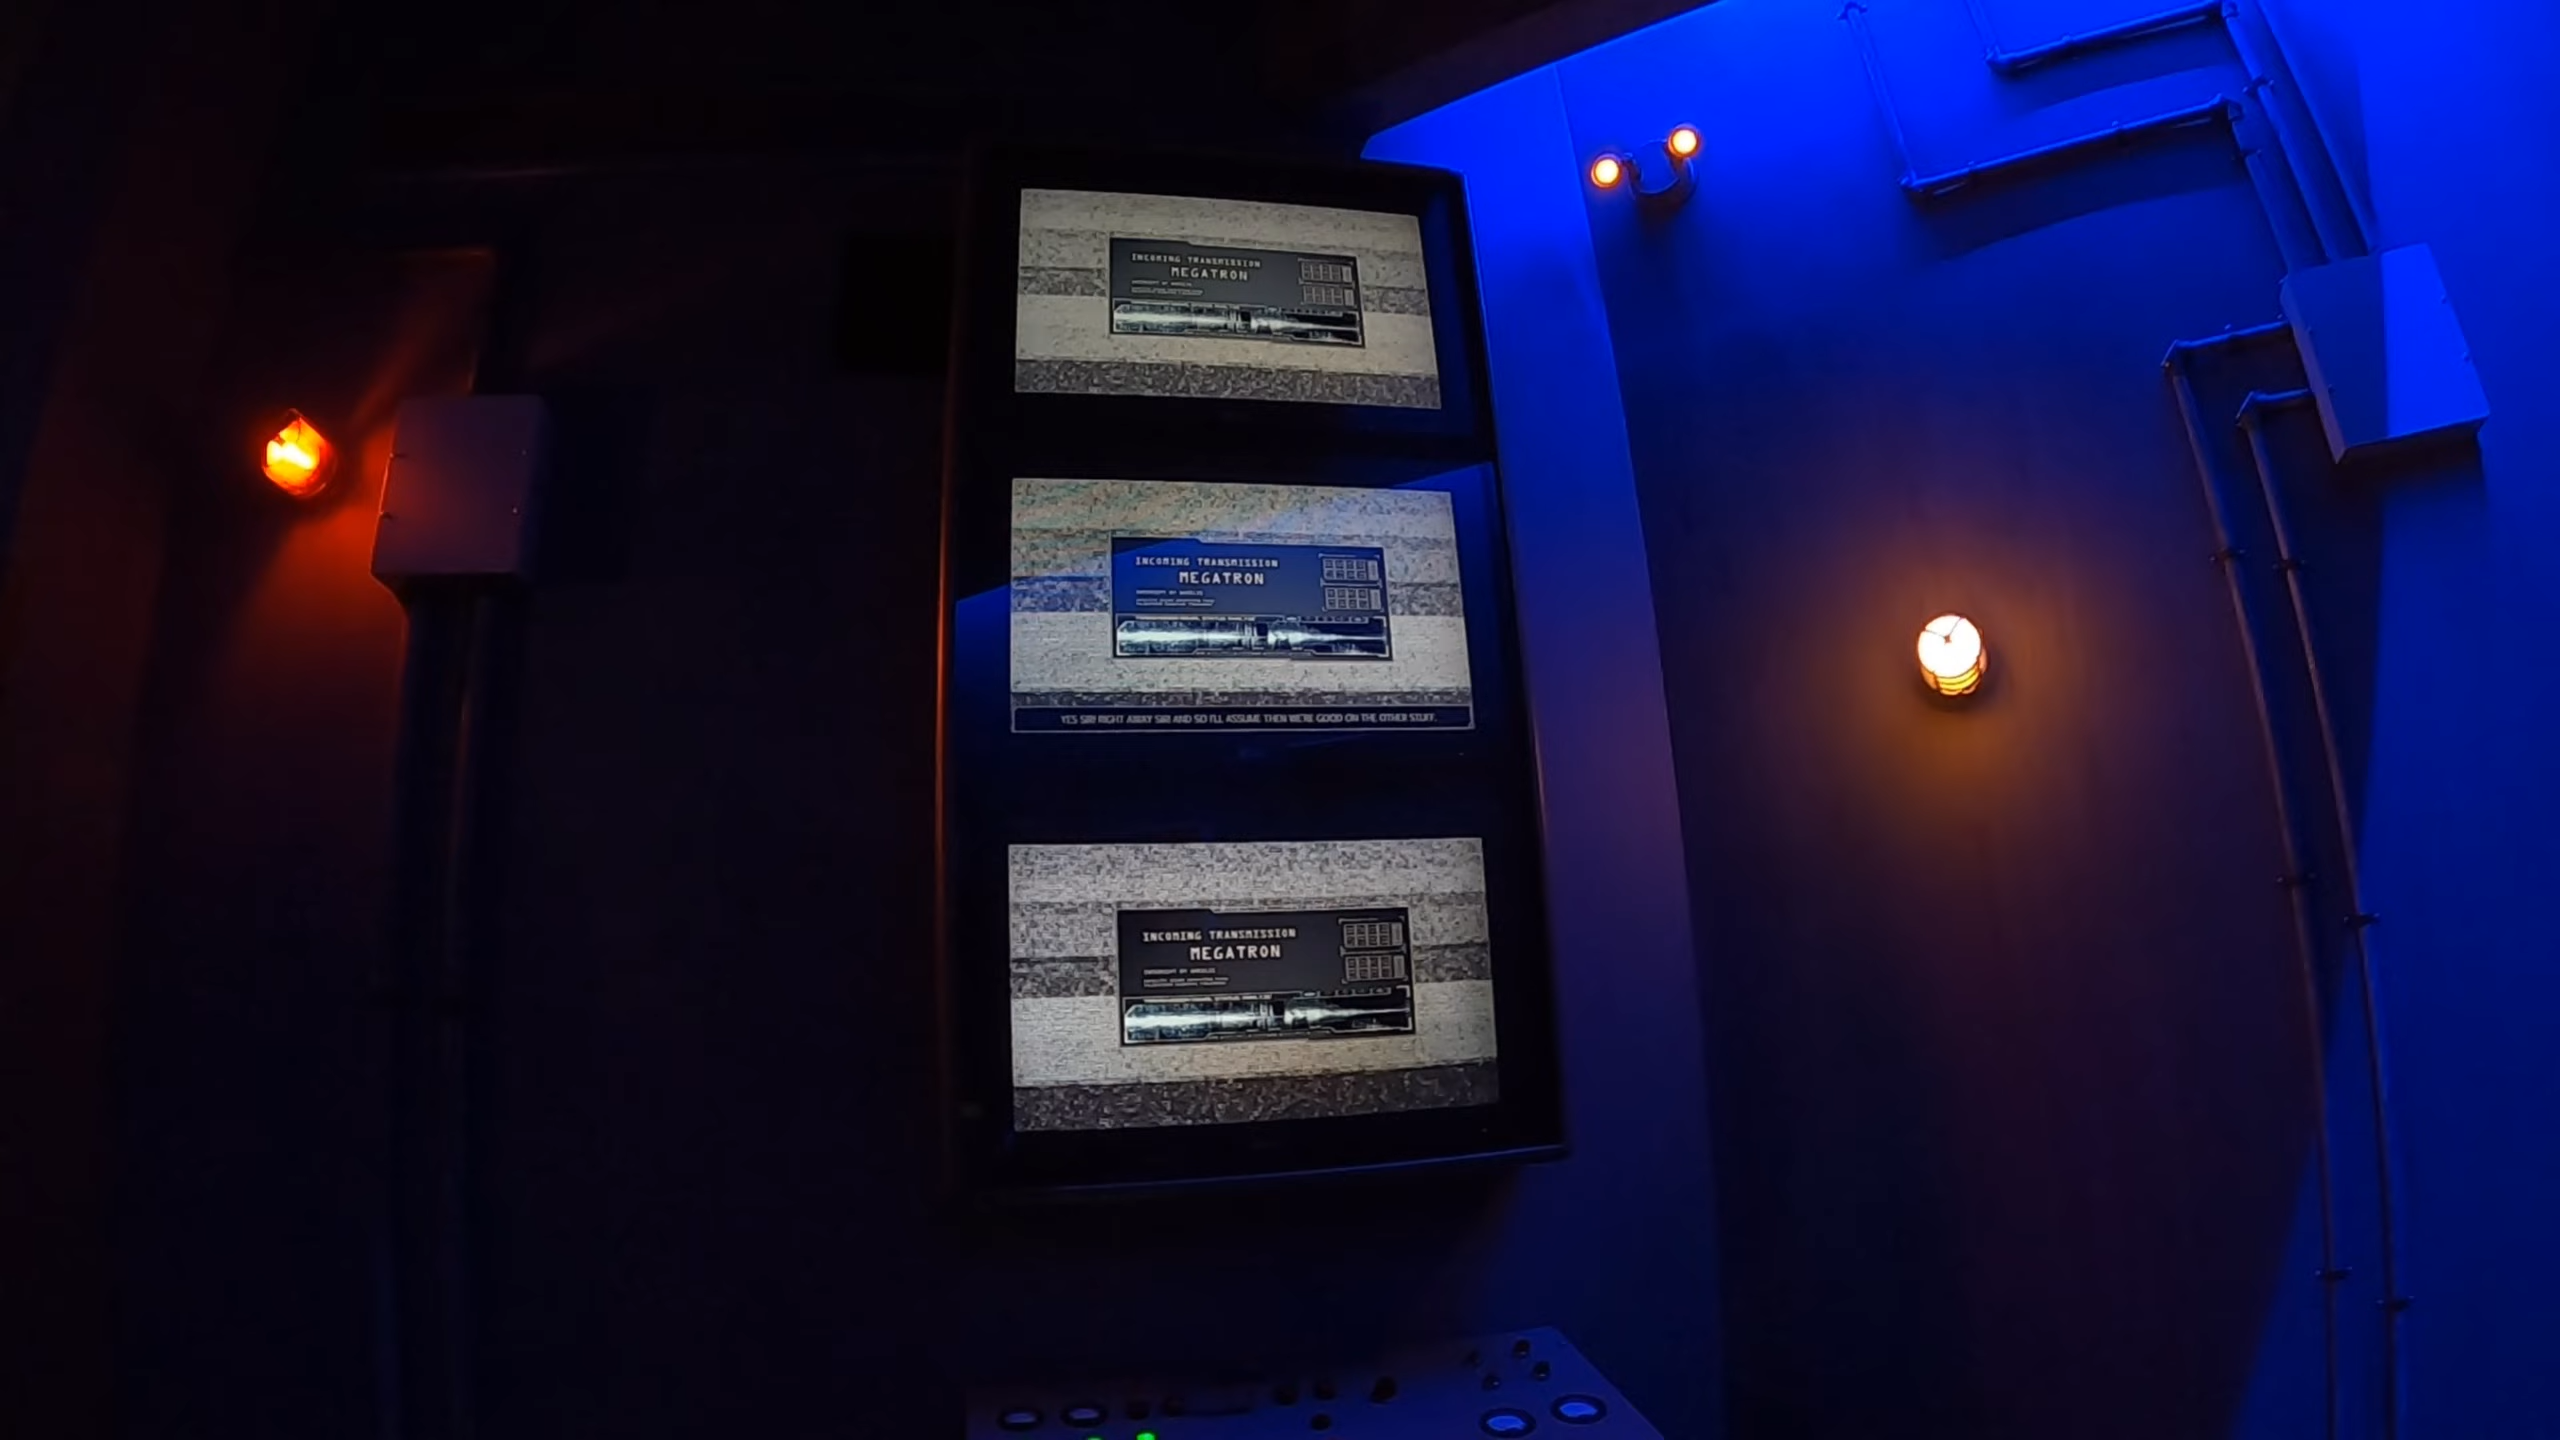 INCOMING TRANSMISSION
MEGATRON
INCOMING TRANSMISSION
MEGATRON
YES SIR! RIGHT AWAY SIR! AND SO I'LL ASSUME THEN WE'RE GOOD ON THE OTHER STUFF.
INCOMING TRANSMISSION
MEGATRON